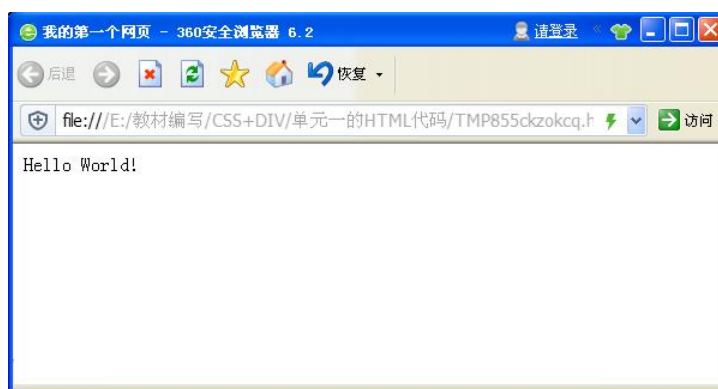 我的第一个网页 - 360安全浏览器 6.2 请登录 «
后退 恢复
file:///E:/教材编写/CSS+DIV/单元一的HTML代码/TMP855ckzokcq.h 访问
Hello World!